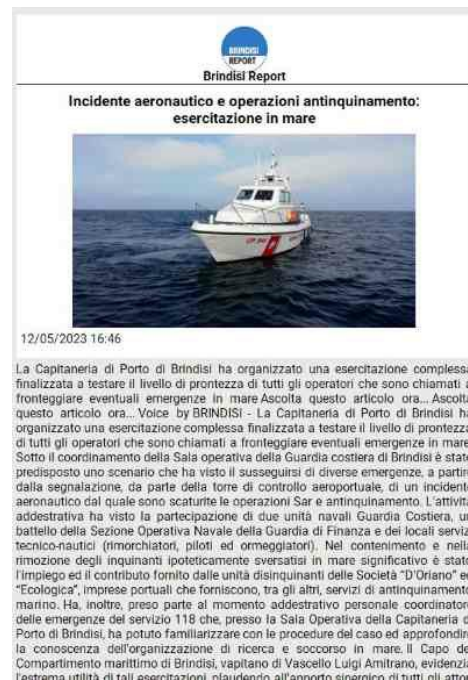 BRINDISI
REPORT
Brindisi Report
Incidente aeronautico e operazioni antinquinamento:
esercitazione in mare
12/05/2023 16:46
La Capitaneria di Porto di Brindisi ha organizzato una esercitazione complessa
finalizzata a testare il livello di prontezza di tutti gli operatori che sono chiamati a
fronteggiare eventuali emergenze in mare Ascolta questo articolo ora... Ascolta
questo articolo ora... Voice by BRINDISI - La Capitaneria di Porto di Brindisi ha
organizzato una esercitazione complessa finalizzata a testare il livello di prontezza
di tutti gli operatori che sono chiamati a fronteggiare eventuali emergenze in mare.
Sotto il coordinamento della Sala operativa della Guardia costiera di Brindisi è stato
predisposto uno scenario che ha visto il susseguirsi di diverse emergenze, a partire
dalla segnalazione, da parte della torre di controllo aeroportuale, di un incidente
aeronautico dal quale sono scaturite le operazioni Sar e antinquinamento. L'attività
addestrativa ha visto la partecipazione di due unità navali Guardia Costiera, un
battello della Sezione Operativa Navale della Guardia di Finanza e dei locali servizi
tecnico-nautici (rimorchiatori, piloti ed ormeggiatori). Nel contenimento e nella
rimozione degli inquinanti ipoteticamente sversatisi in mare significativo è stato
l'impiego ed il contributo fornito dalle unità disinquinanti delle Società "D'Oriano" ed
"Ecologica", imprese portuali che forniscono, tra gli altri, servizi di antinquinamento
marino. Ha, inoltre, preso parte al momento addestrativo personale coordinatore
delle emergenze del servizio 118 che, presso la Sala Operativa della Capitaneria di
Porto di Brindisi, ha potuto familiarizzare con le procedure del caso ed approfondire
la conoscenza dell'organizzazione di ricerca e soccorso in mare. Il Capo del
Compartimento marittimo di Brindisi, vapitano di Vascello Luigi Amitrano, evidenzia
l'estrema utilità di tali esercitazioni, plaudendo all'apporto sinergico di tutti gli attori